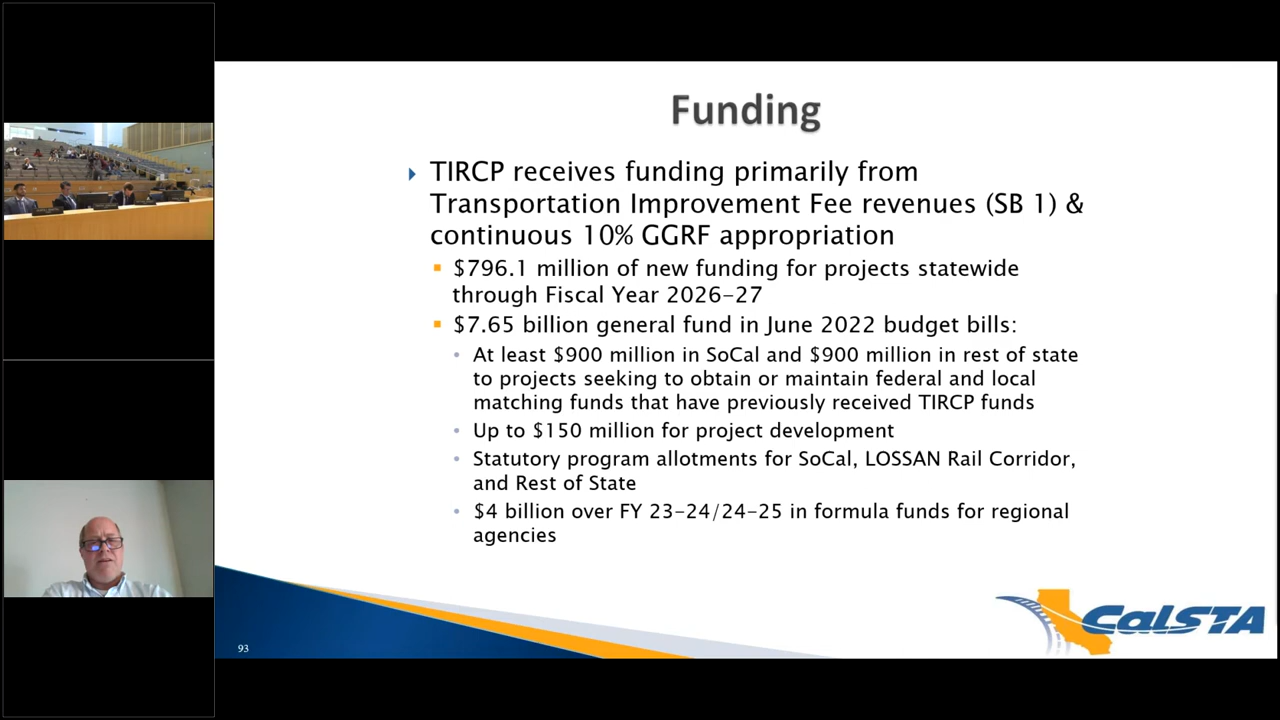 Funding
TIRCP receives funding primarily from
Transportation Improvement Fee revenues (SB 1) &
continuous 10% GGRF appropriation
$796.1 million of new funding for projects statewide
through Fiscal Year 2026-27
$7.65 billion general fund in June 2022 budget bills:
At least $900 million in SoCal and $900 million in rest of state
to projects seeking to obtain or maintain federal and local
matching funds that have previously received TIRCP funds
Up to $150 million for project development
Statutory program allotments for SoCal, LOSSAN Rail Corridor,
and Rest of State
$4 billion over FY 23-24/24-25 in formula funds for regional
agencies
93
CalSTA